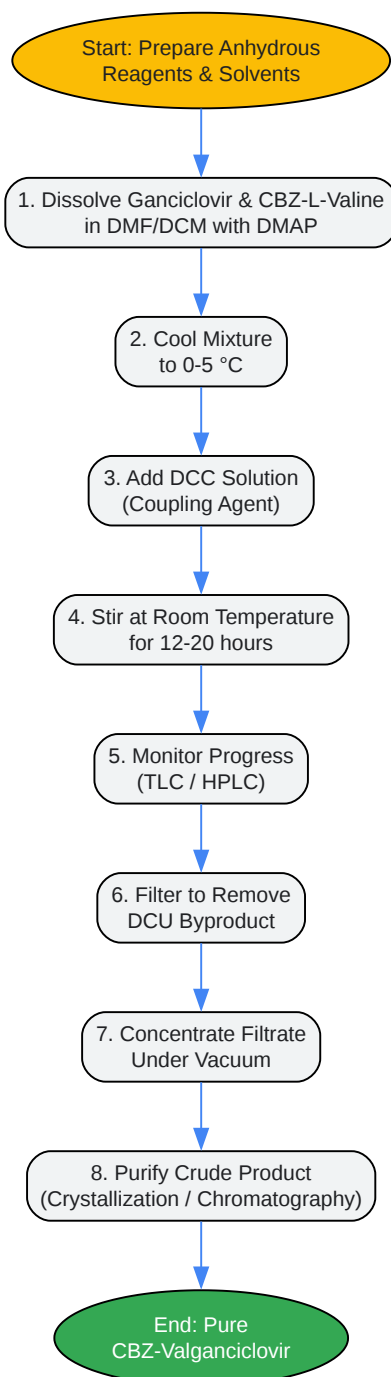 Start: Prepare Anhydrous
Reagents & Solvents
1. Dissolve Ganciclovir & CBZ-L-Valine
in DMF/DCM with DMAP
2. Cool Mixture
to 0-5 °C
3. Add DCC Solution
(Coupling Agent)
4. Stir at Room Temperature
for 12-20 hours
5. Monitor Progress
(TLC / HPLC)
6. Filter to Remove
DCU Byproduct
7. Concentrate Filtrate
Under Vacuum
8. Purify Crude Product
(Crystallization / Chromatography)
End: Pure
CBZ-Valganciclovir